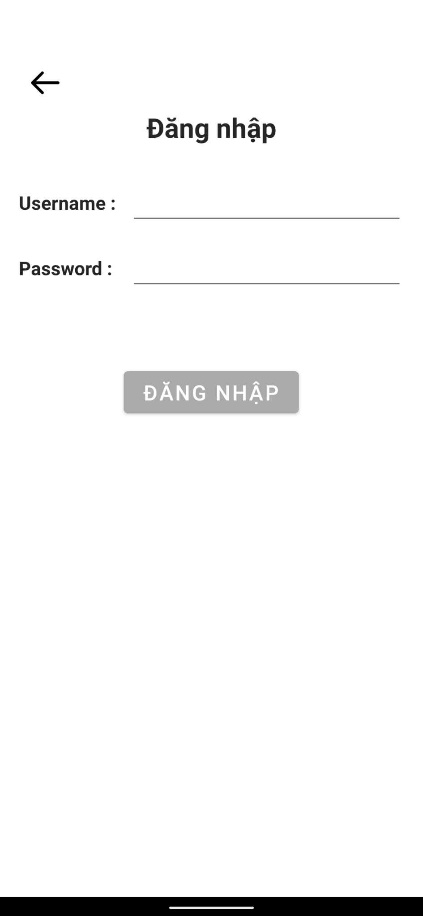 Đăng nhập
Username :
Password :
ĐĂNG NHẬP